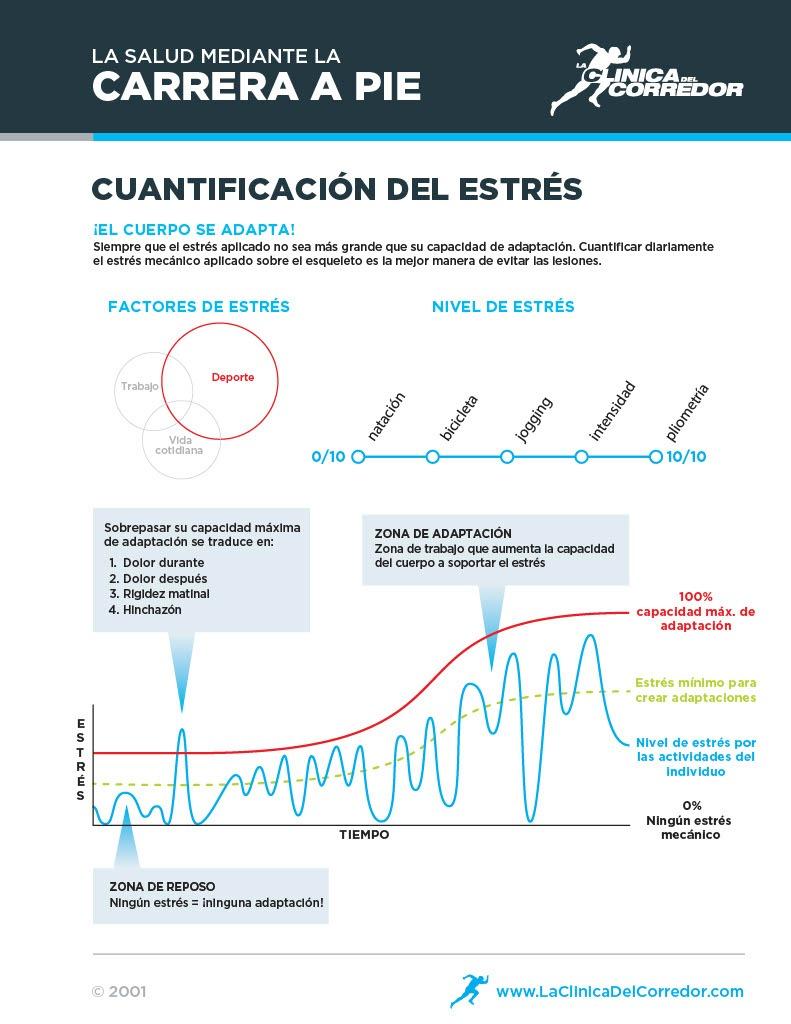 LA SALUD MEDIANTE LA
CARRERA A PIE
LA CLINICA DEL
CORREDOR
CUANTIFICACIÓN DEL ESTRÉS
¡EL CUERPO SE ADAPTA!
Siempre que el estrés aplicado no sea más grande que su capacidad de adaptación. Cuantificar diariamente
el estrés mecánico aplicado sobre el esqueleto es la mejor manera de evitar las lesiones.
FACTORES DE ESTRÉS
Trabajo
Deporte
Vida
cotidiana
NIVEL DE ESTRÉS
natación
bicicleta
jogging
intensidad
pliometría
0/10
10/10
Sobrepasar su capacidad máxima
de adaptación se traduce en:
1. Dolor durante
2. Dolor después
3. Rigidez matinal
4. Hinchazón
ZONA DE ADAPTACIÓN
Zona de trabajo que aumenta la capacidad
del cuerpo a soportar el estrés
100%
capacidad máx. de
adaptación
Estrés mínimo para
crear adaptaciones
Nivel de estrés por
las actividades del
individuo
0%
Ningún estrés
mecánico
ESTRÉS
TIEMPO
ZONA DE REPOSO
Ningún estrés = ¡ninguna adaptación!
© 2001
www.LaClinicaDelCorredor.com